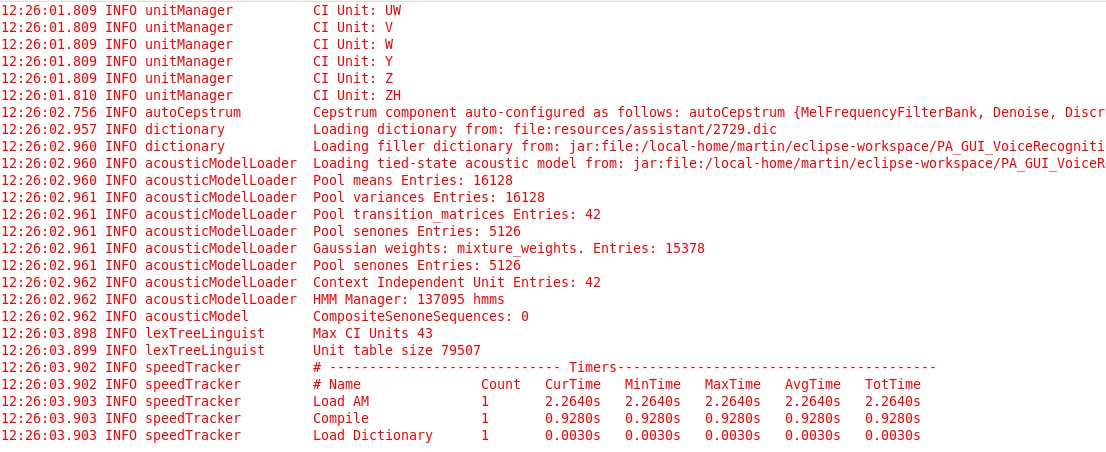 12:26:01.809 INFO unitManager          CI Unit: UW
12:26:01.809 INFO unitManager          CI Unit: V
12:26:01.809 INFO unitManager          CI Unit: W
12:26:01.809 INFO unitManager          CI Unit: Y
12:26:01.809 INFO unitManager          CI Unit: Z
12:26:01.810 INFO unitManager          CI Unit: ZH
12:26:02.756 INFO autoCepstrum         Cepstrum component auto-configured as follows: autoCepstrum {MelFrequencyFilterBank, Denoise, Discr
12:26:02.957 INFO dictionary           Loading dictionary from: file:resources/assistant/2729.dic
12:26:02.960 INFO dictionary           Loading filler dictionary from: jar:file:/local-home/martin/eclipse-workspace/PA_GUI_VoiceRecogniti
12:26:02.960 INFO acousticModelLoader  Loading tied-state acoustic model from: jar:file:/local-home/martin/eclipse-workspace/PA_GUI_VoiceR
12:26:02.960 INFO acousticModelLoader  Pool means Entries: 16128
12:26:02.961 INFO acousticModelLoader  Pool variances Entries: 16128
12:26:02.961 INFO acousticModelLoader  Pool transition_matrices Entries: 42
12:26:02.961 INFO acousticModelLoader  Pool senones Entries: 5126
12:26:02.961 INFO acousticModelLoader  Gaussian weights: mixture_weights. Entries: 15378
12:26:02.961 INFO acousticModelLoader  Pool senones Entries: 5126
12:26:02.962 INFO acousticModelLoader  Context Independent Unit Entries: 42
12:26:02.962 INFO acousticModelLoader  HMM Manager: 137095 hmms
12:26:02.962 INFO acousticModel        CompositeSenoneSequences: 0
12:26:03.898 INFO lexTreeLinguist      Max CI Units 43
12:26:03.899 INFO lexTreeLinguist      Unit table size 79507
12:26:03.902 INFO speedTracker         # ----------------------------- Timers----------------------------------------
12:26:03.902 INFO speedTracker         # Name               Count   CurTime   MinTime   MaxTime   AvgTime   TotTime
12:26:03.903 INFO speedTracker         Load AM              1       2.2640s   2.2640s   2.2640s   2.2640s   2.2640s
12:26:03.903 INFO speedTracker         Compile              1       0.9280s   0.9280s   0.9280s   0.9280s   0.9280s
12:26:03.903 INFO speedTracker         Load Dictionary      1       0.0030s   0.0030s   0.0030s   0.0030s   0.0030s